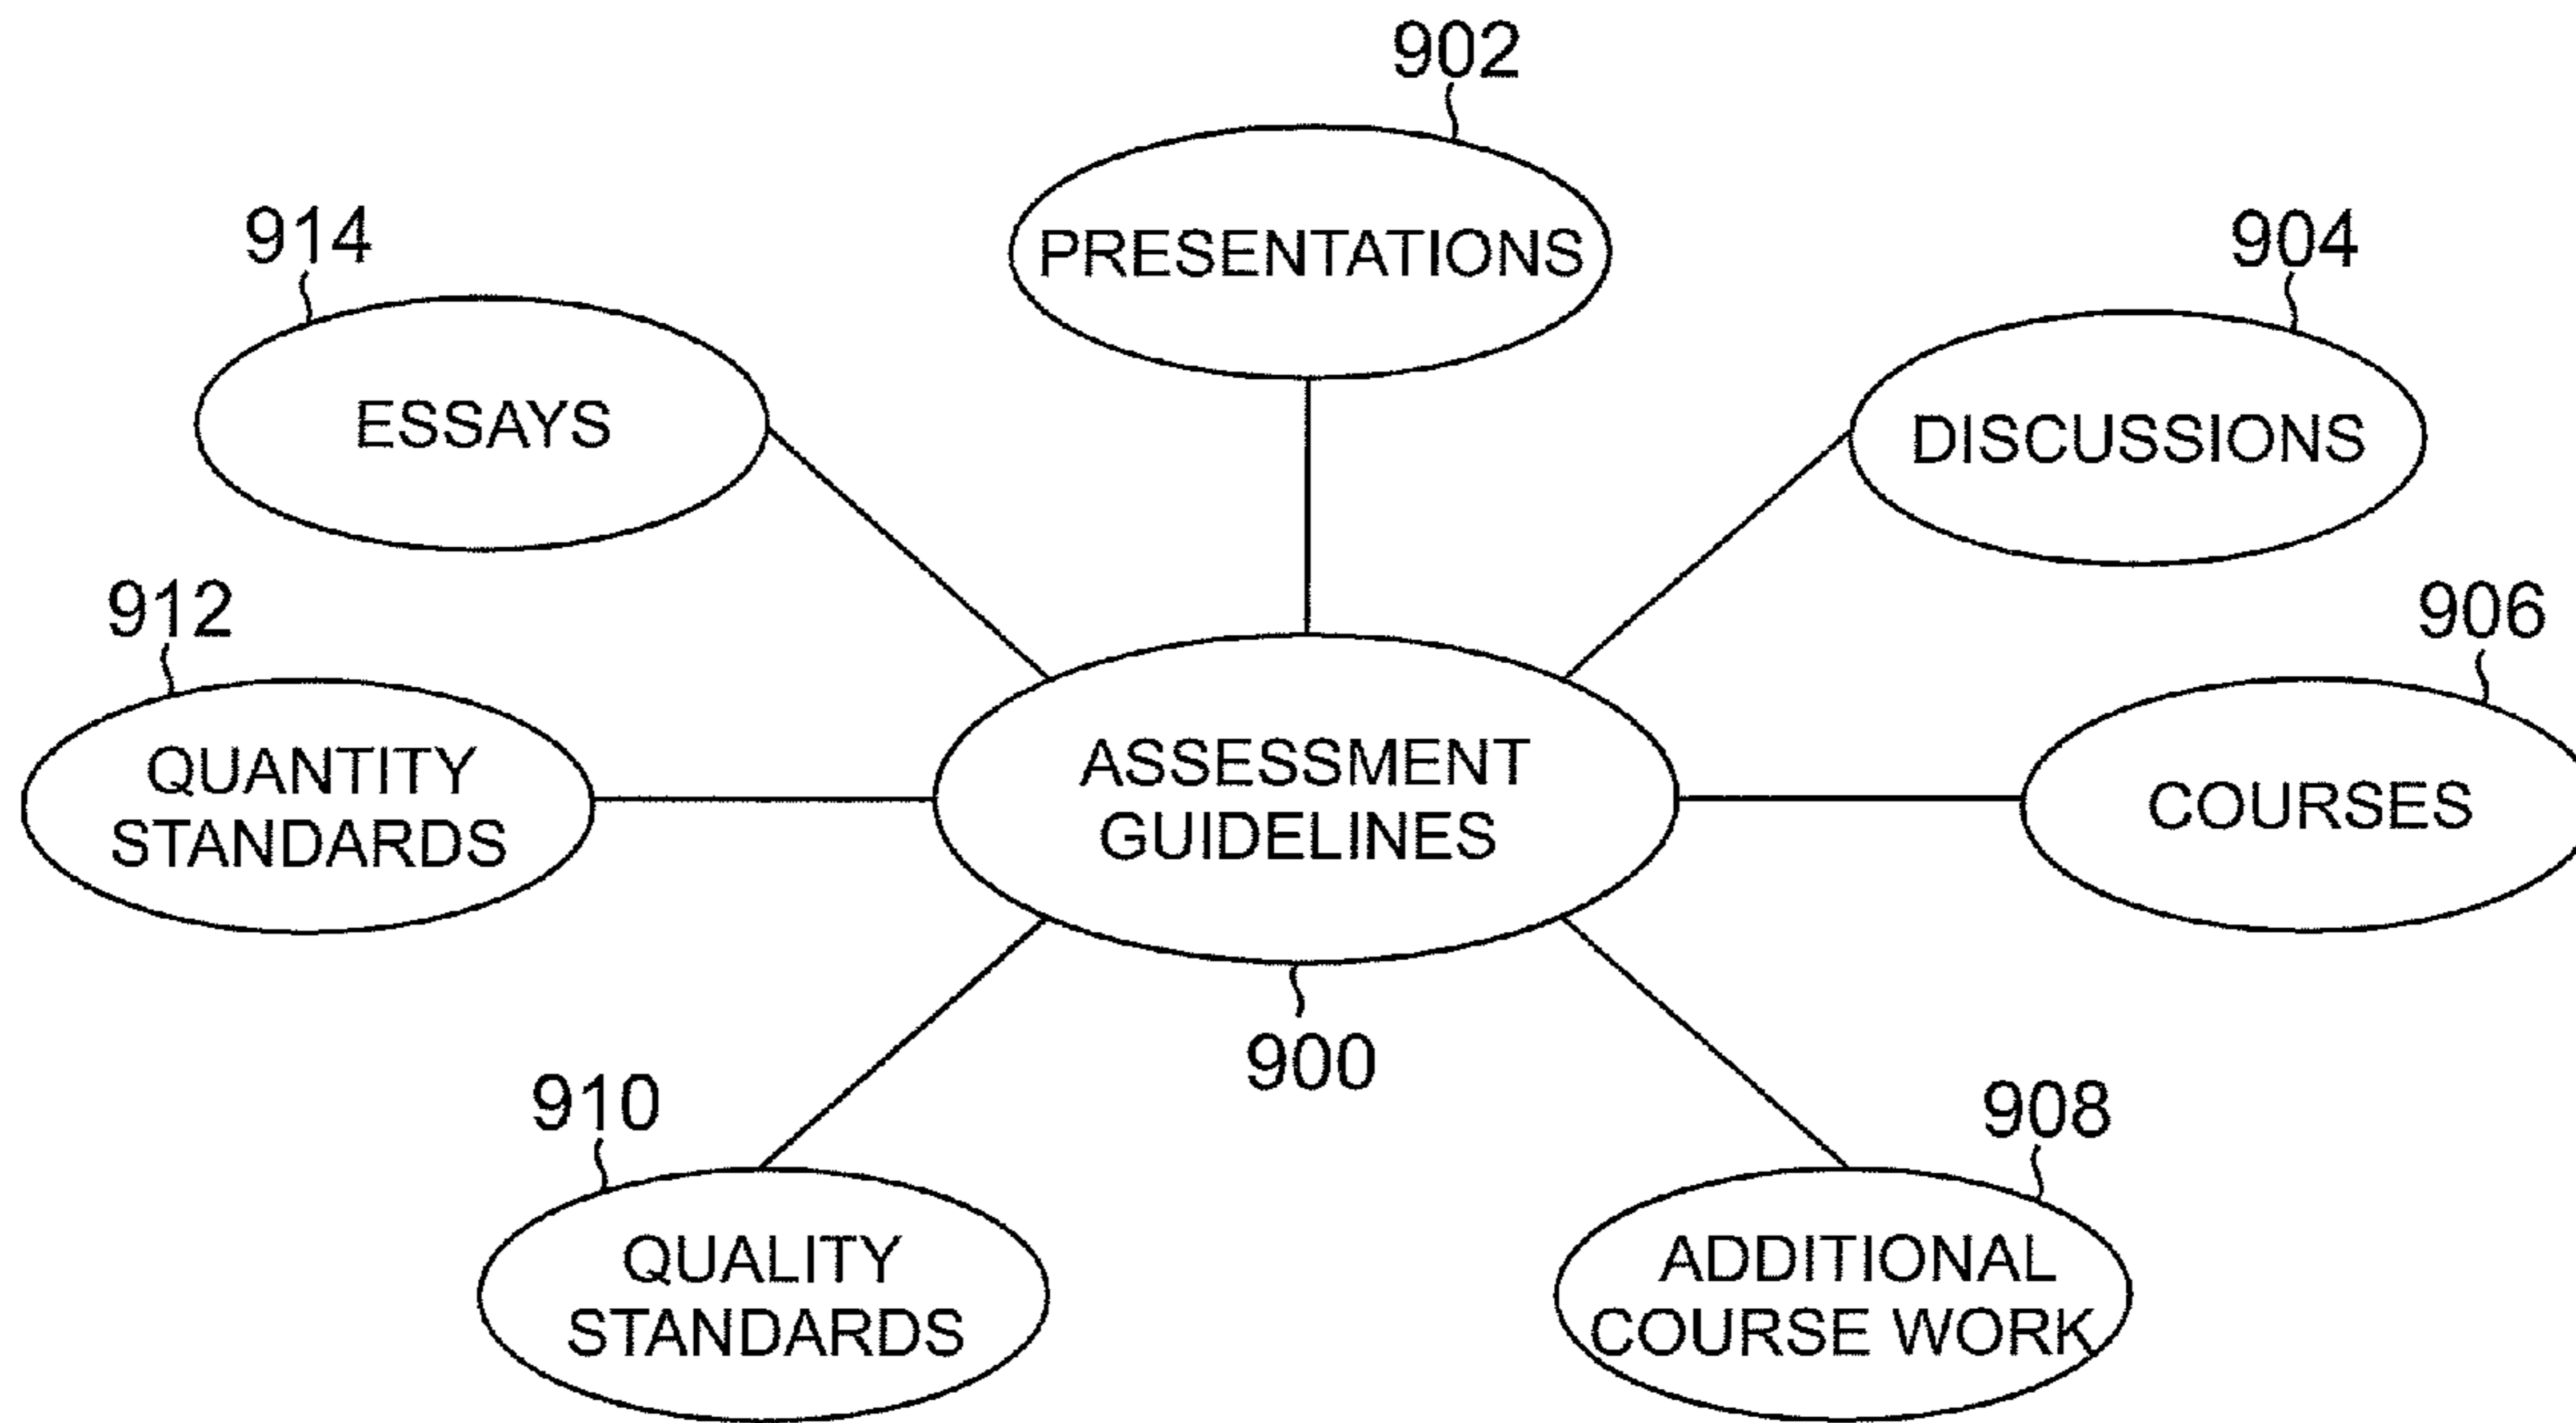 902
PRESENTATIONS
914
ESSAYS
904
DISCUSSIONS
912
QUANTITY
STANDARDS
906
COURSES
ASSESSMENT
GUIDELINES
900
910
QUALITY
STANDARDS
908
ADDITIONAL
COURSE WORK